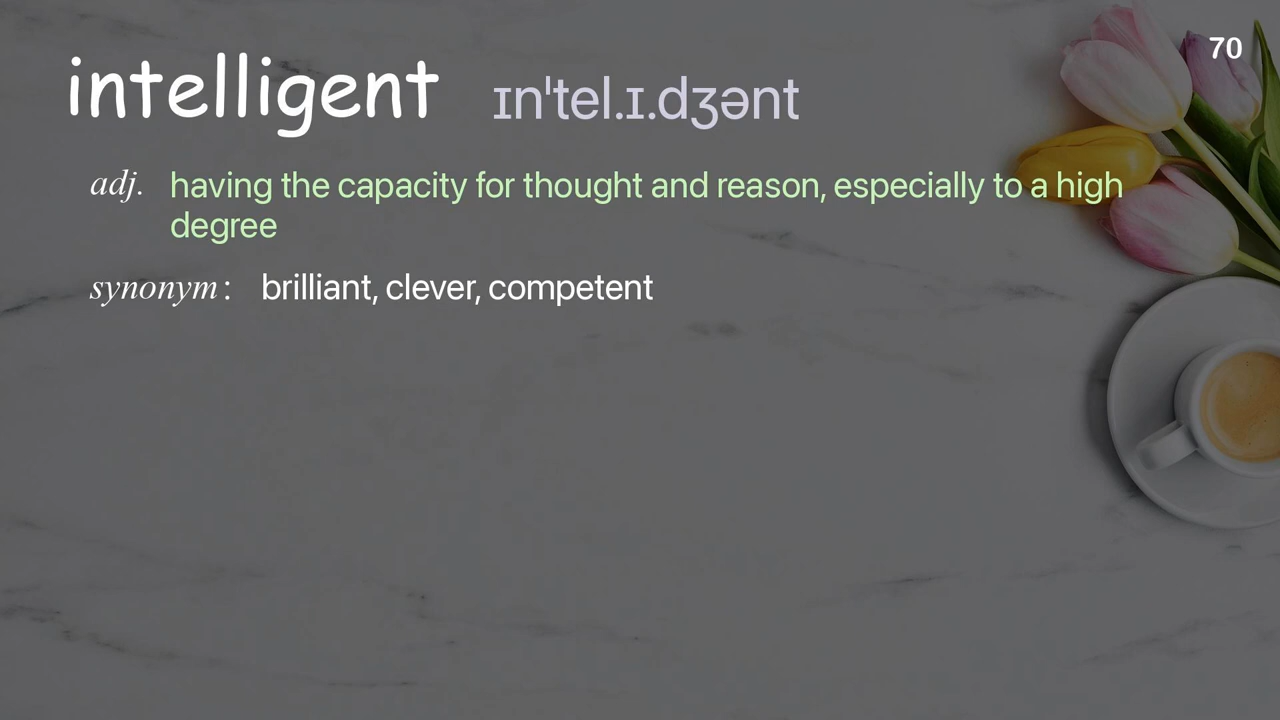 70
intelligent ɪnˈtel.ɪ.dʒənt
adj. having the capacity for thought and reason, especially to a high
degree
synonym : brilliant, clever, competent